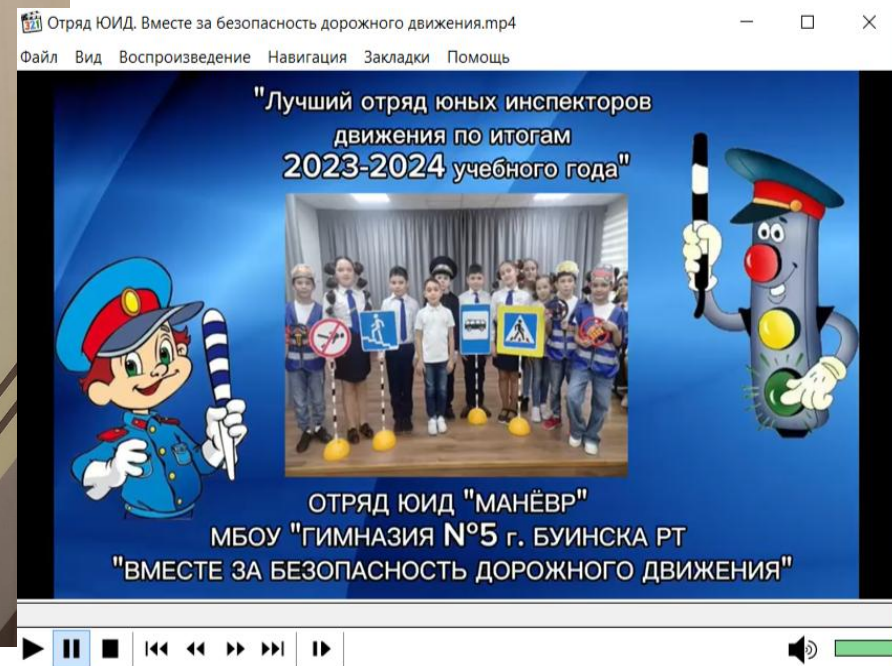 Отряд ЮИД. Вместе за безопасность дорожного движения.mp4
Файл Вид Воспроизведение Навигация Закладки Помощь
"Лучший отряд юных инспекторов
движения по итогам
2023-2024 учебного года"
ОТРЯД ЮИД "МАНЁВР"
МБОУ "ГИМНАЗИЯ №5 г. БУИНСКА РТ
"ВМЕСТЕ ЗА БЕЗОПАСНОСТЬ ДОРОЖНОГО ДВИЖЕНИЯ"